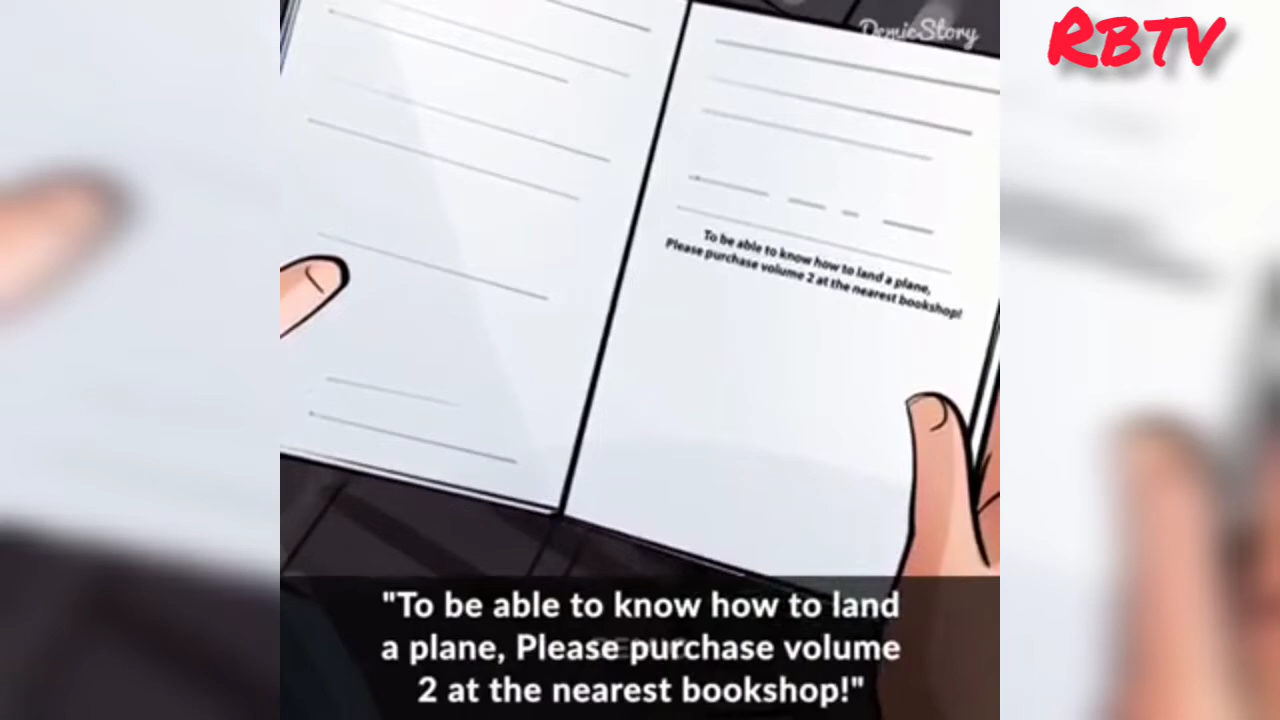 DemicStory
RBTV
To be able to know how to land a plane,
Please purchase volume 2 at the nearest bookshop!
"To be able to know how to land
a plane, Please purchase volume
2 at the nearest bookshop!"